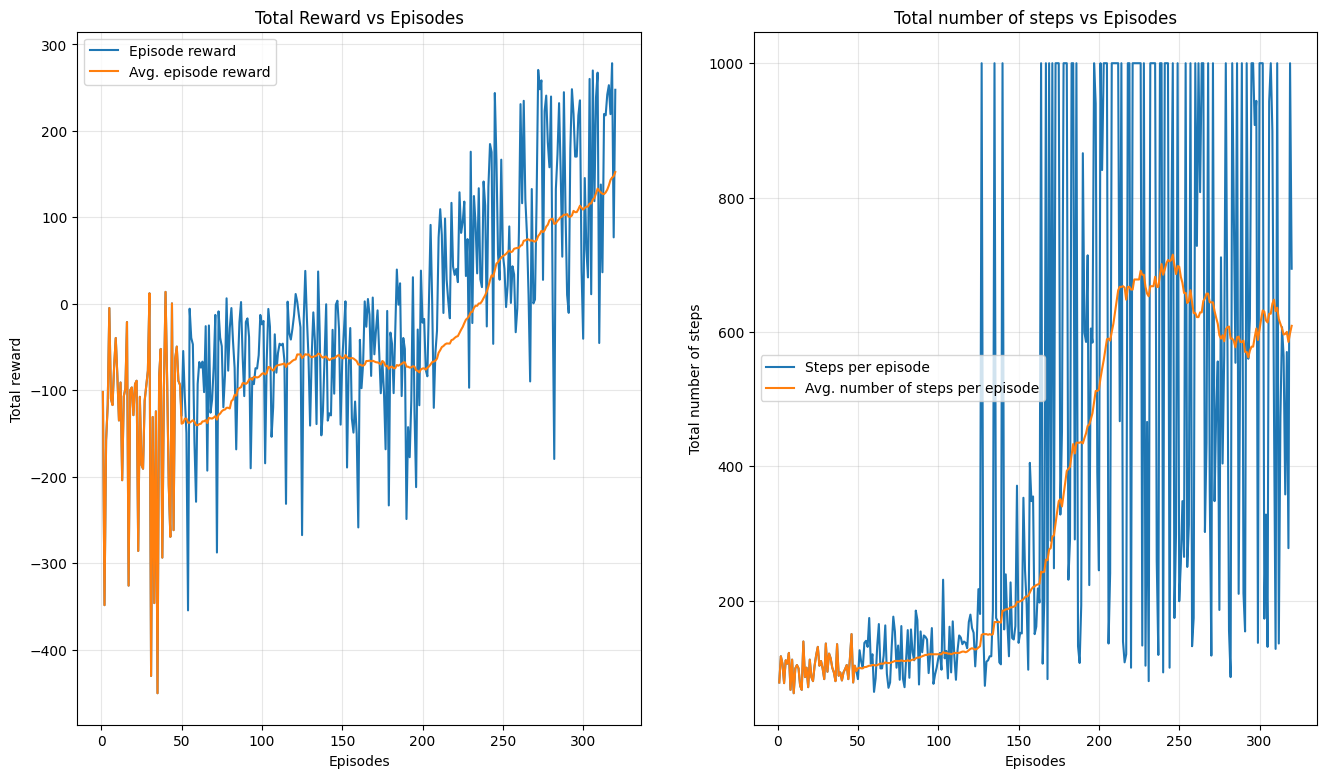 Total Reward vs Episodes
Episode reward
Avg. episode reward
300
200
100
0
−100
−200
−300
−400
Total reward
0
50
100
150
200
250
300
Episodes
Total number of steps vs Episodes
1000
800
600
400
200
0
Total number of steps
Steps per episode
Avg. number of steps per episode
0
50
100
150
200
250
300
Episodes